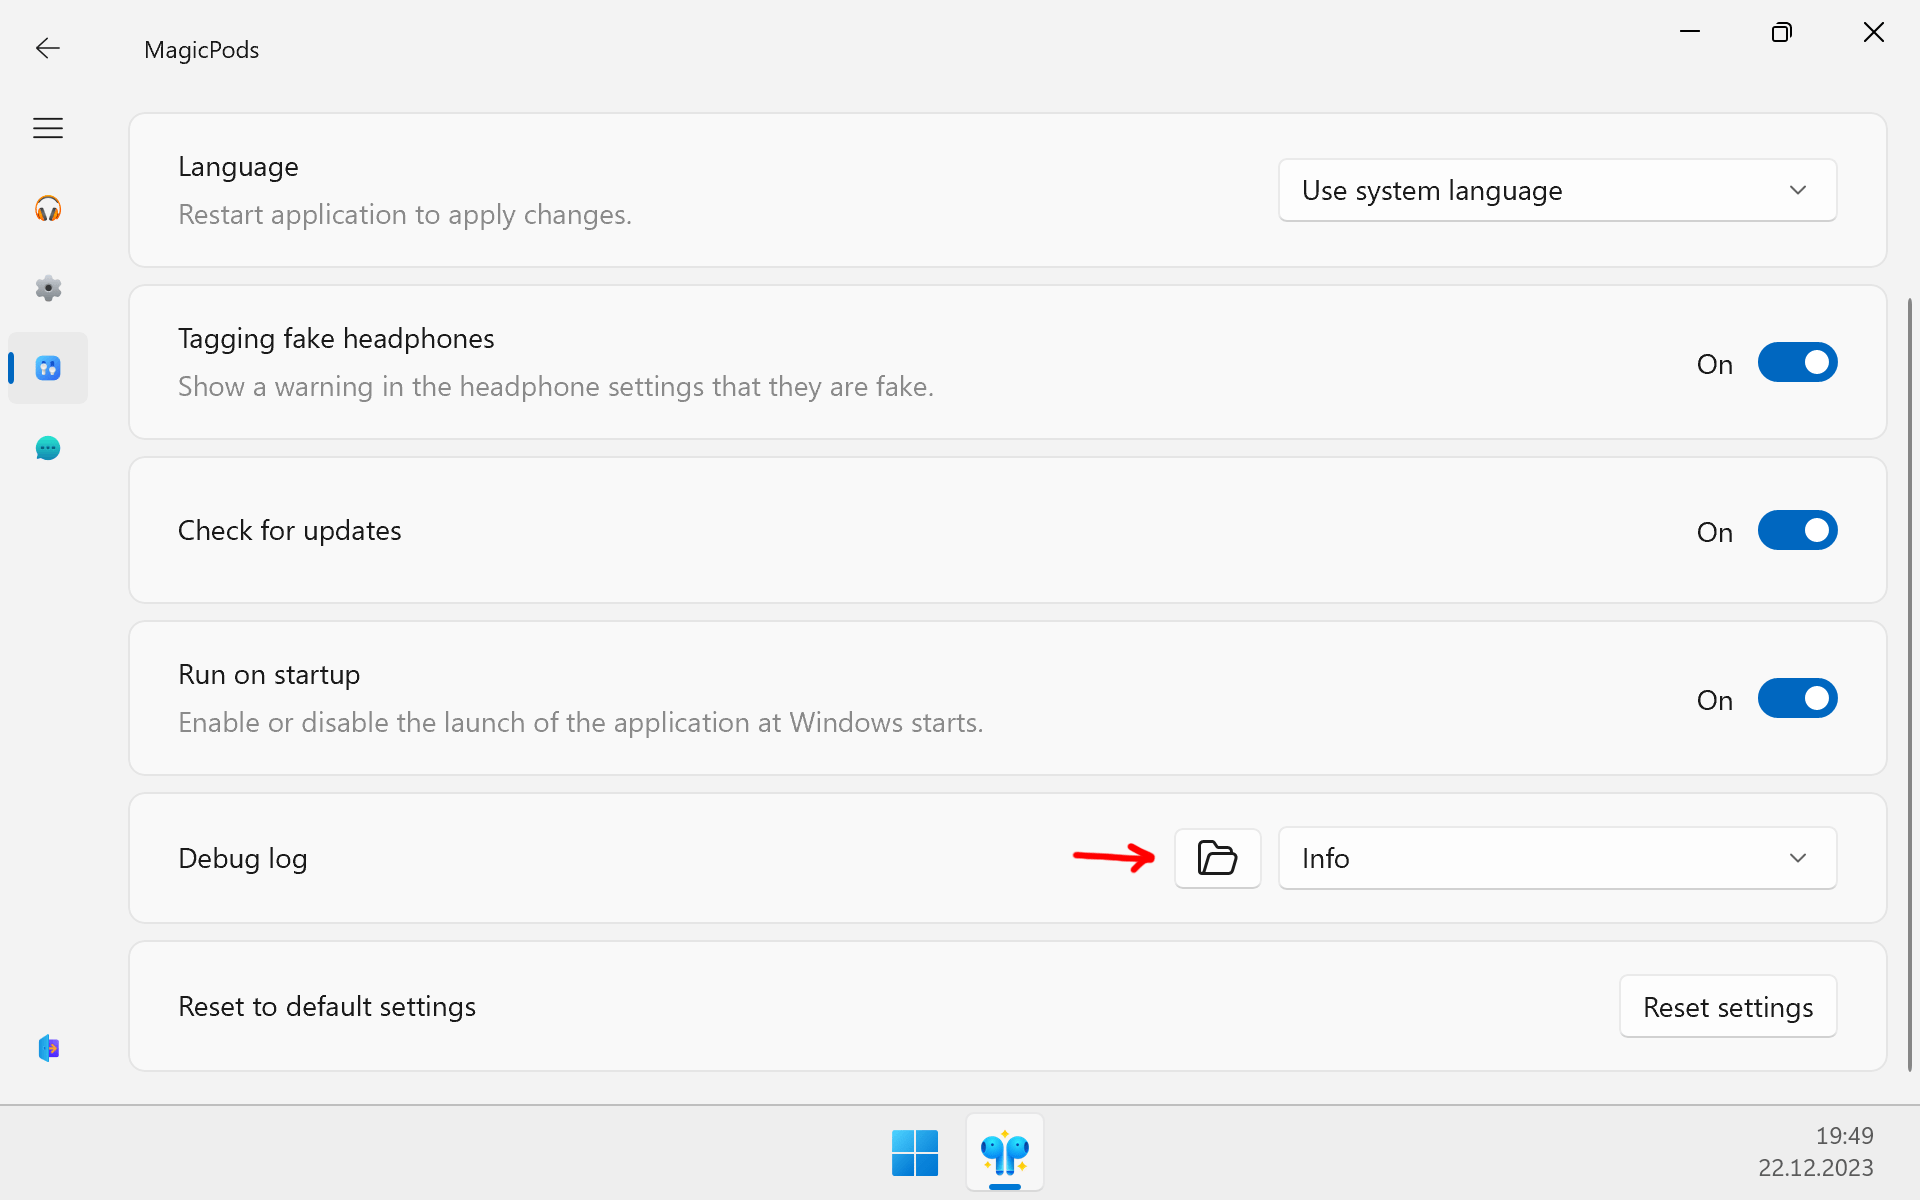 MagicPods
Language
Restart application to apply changes.
Use system language
Tagging fake headphones
Show a warning in the headphone settings that they are fake.
On
Check for updates
On
Run on startup
Enable or disable the launch of the application at Windows starts.
On
Debug log
Info
Reset to default settings
Reset settings
19:49
22.12.2023